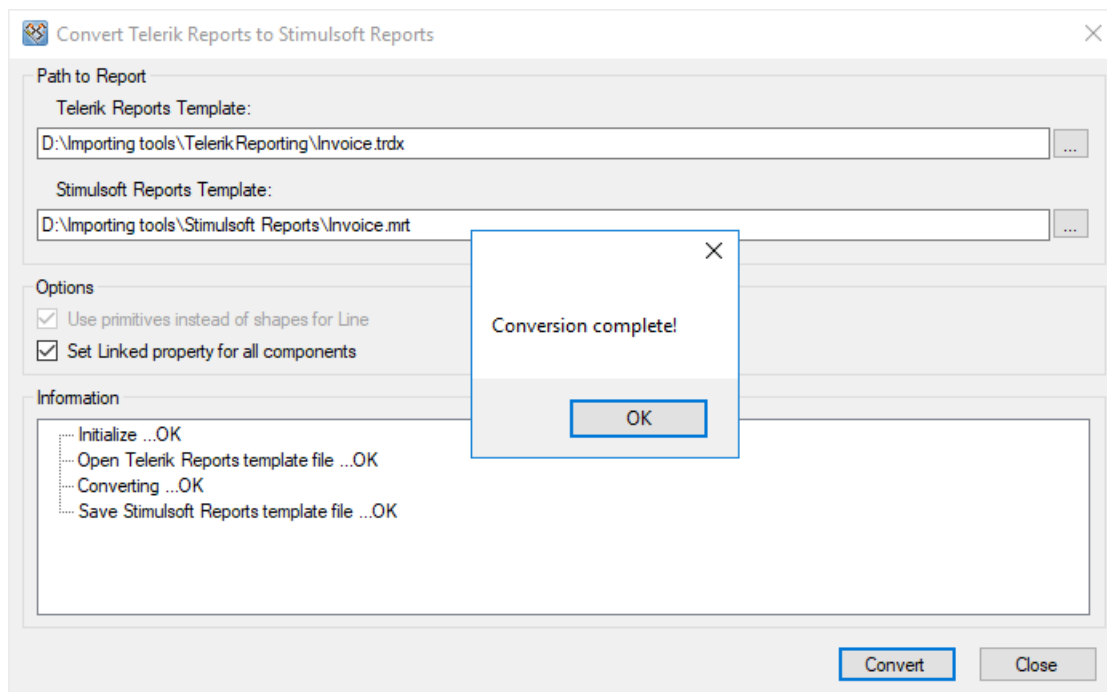 Convert Telerik Reports to Stimulsoft Reports
Path to Report
Telerik Reports Template:
D:\Importing tools\TelerikReporting\Invoice.trdx
...
Stimulsoft Reports Template:
D:\Importing tools\Stimulsoft Reports\Invoice.mrt
...
Options
Use primitives instead of shapes for Line
Set Linked property for all components
Conversion complete!
OK
Information
Initialize ...OK
Open Telerik Reports template file ...OK
Converting ...OK
Save Stimulsoft Reports template file ...OK
Convert
Close